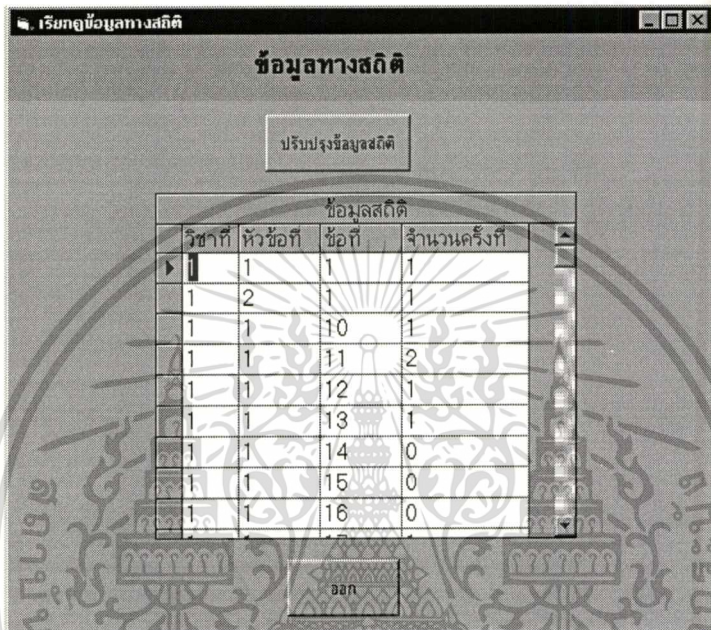 เรียกดูข้อมูลทางสถิติ
ข้อมูลทางสถิติ
ปรับปรุงข้อมูลสถิติ
ข้อมูลสถิติ
วิชาที่ หัวข้อที่ ข้อที่ จำนวนครั้งที่
1 1 1 1
1 2 1 1
1 1 10 1
1 1 11 2
1 1 12 1
1 1 13 1
1 1 14 0
1 1 15 0
1 1 16 0
ออก